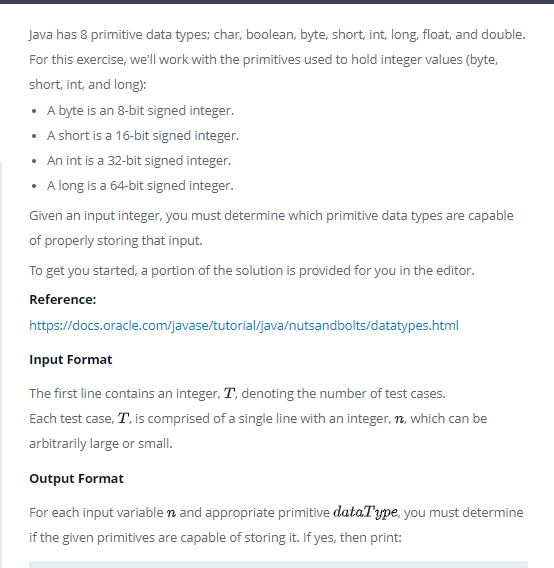 Java has 8 primitive data types; char, boolean, byte, short, int, long, float, and double.
For this exercise, we'll work with the primitives used to hold integer values (byte,
short, int, and long):
• A byte is an 8-bit signed integer.
• A short is a 16-bit signed integer.
• An int is a 32-bit signed integer.
• A long is a 64-bit signed integer.
Given an input integer, you must determine which primitive data types are capable
of properly storing that input.
To get you started, a portion of the solution is provided for you in the editor.
Reference:
https://docs.oracle.com/javase/tutorial/java/nutsandbolts/datatypes.html
Input Format
The first line contains an integer, T, denoting the number of test cases.
Each test case, T, is comprised of a single line with an integer, n, which can be
arbitrarily large or small.
Output Format
For each input variable n and appropriate primitive dataType, you must determine
if the given primitives are capable of storing it. If yes, then print: